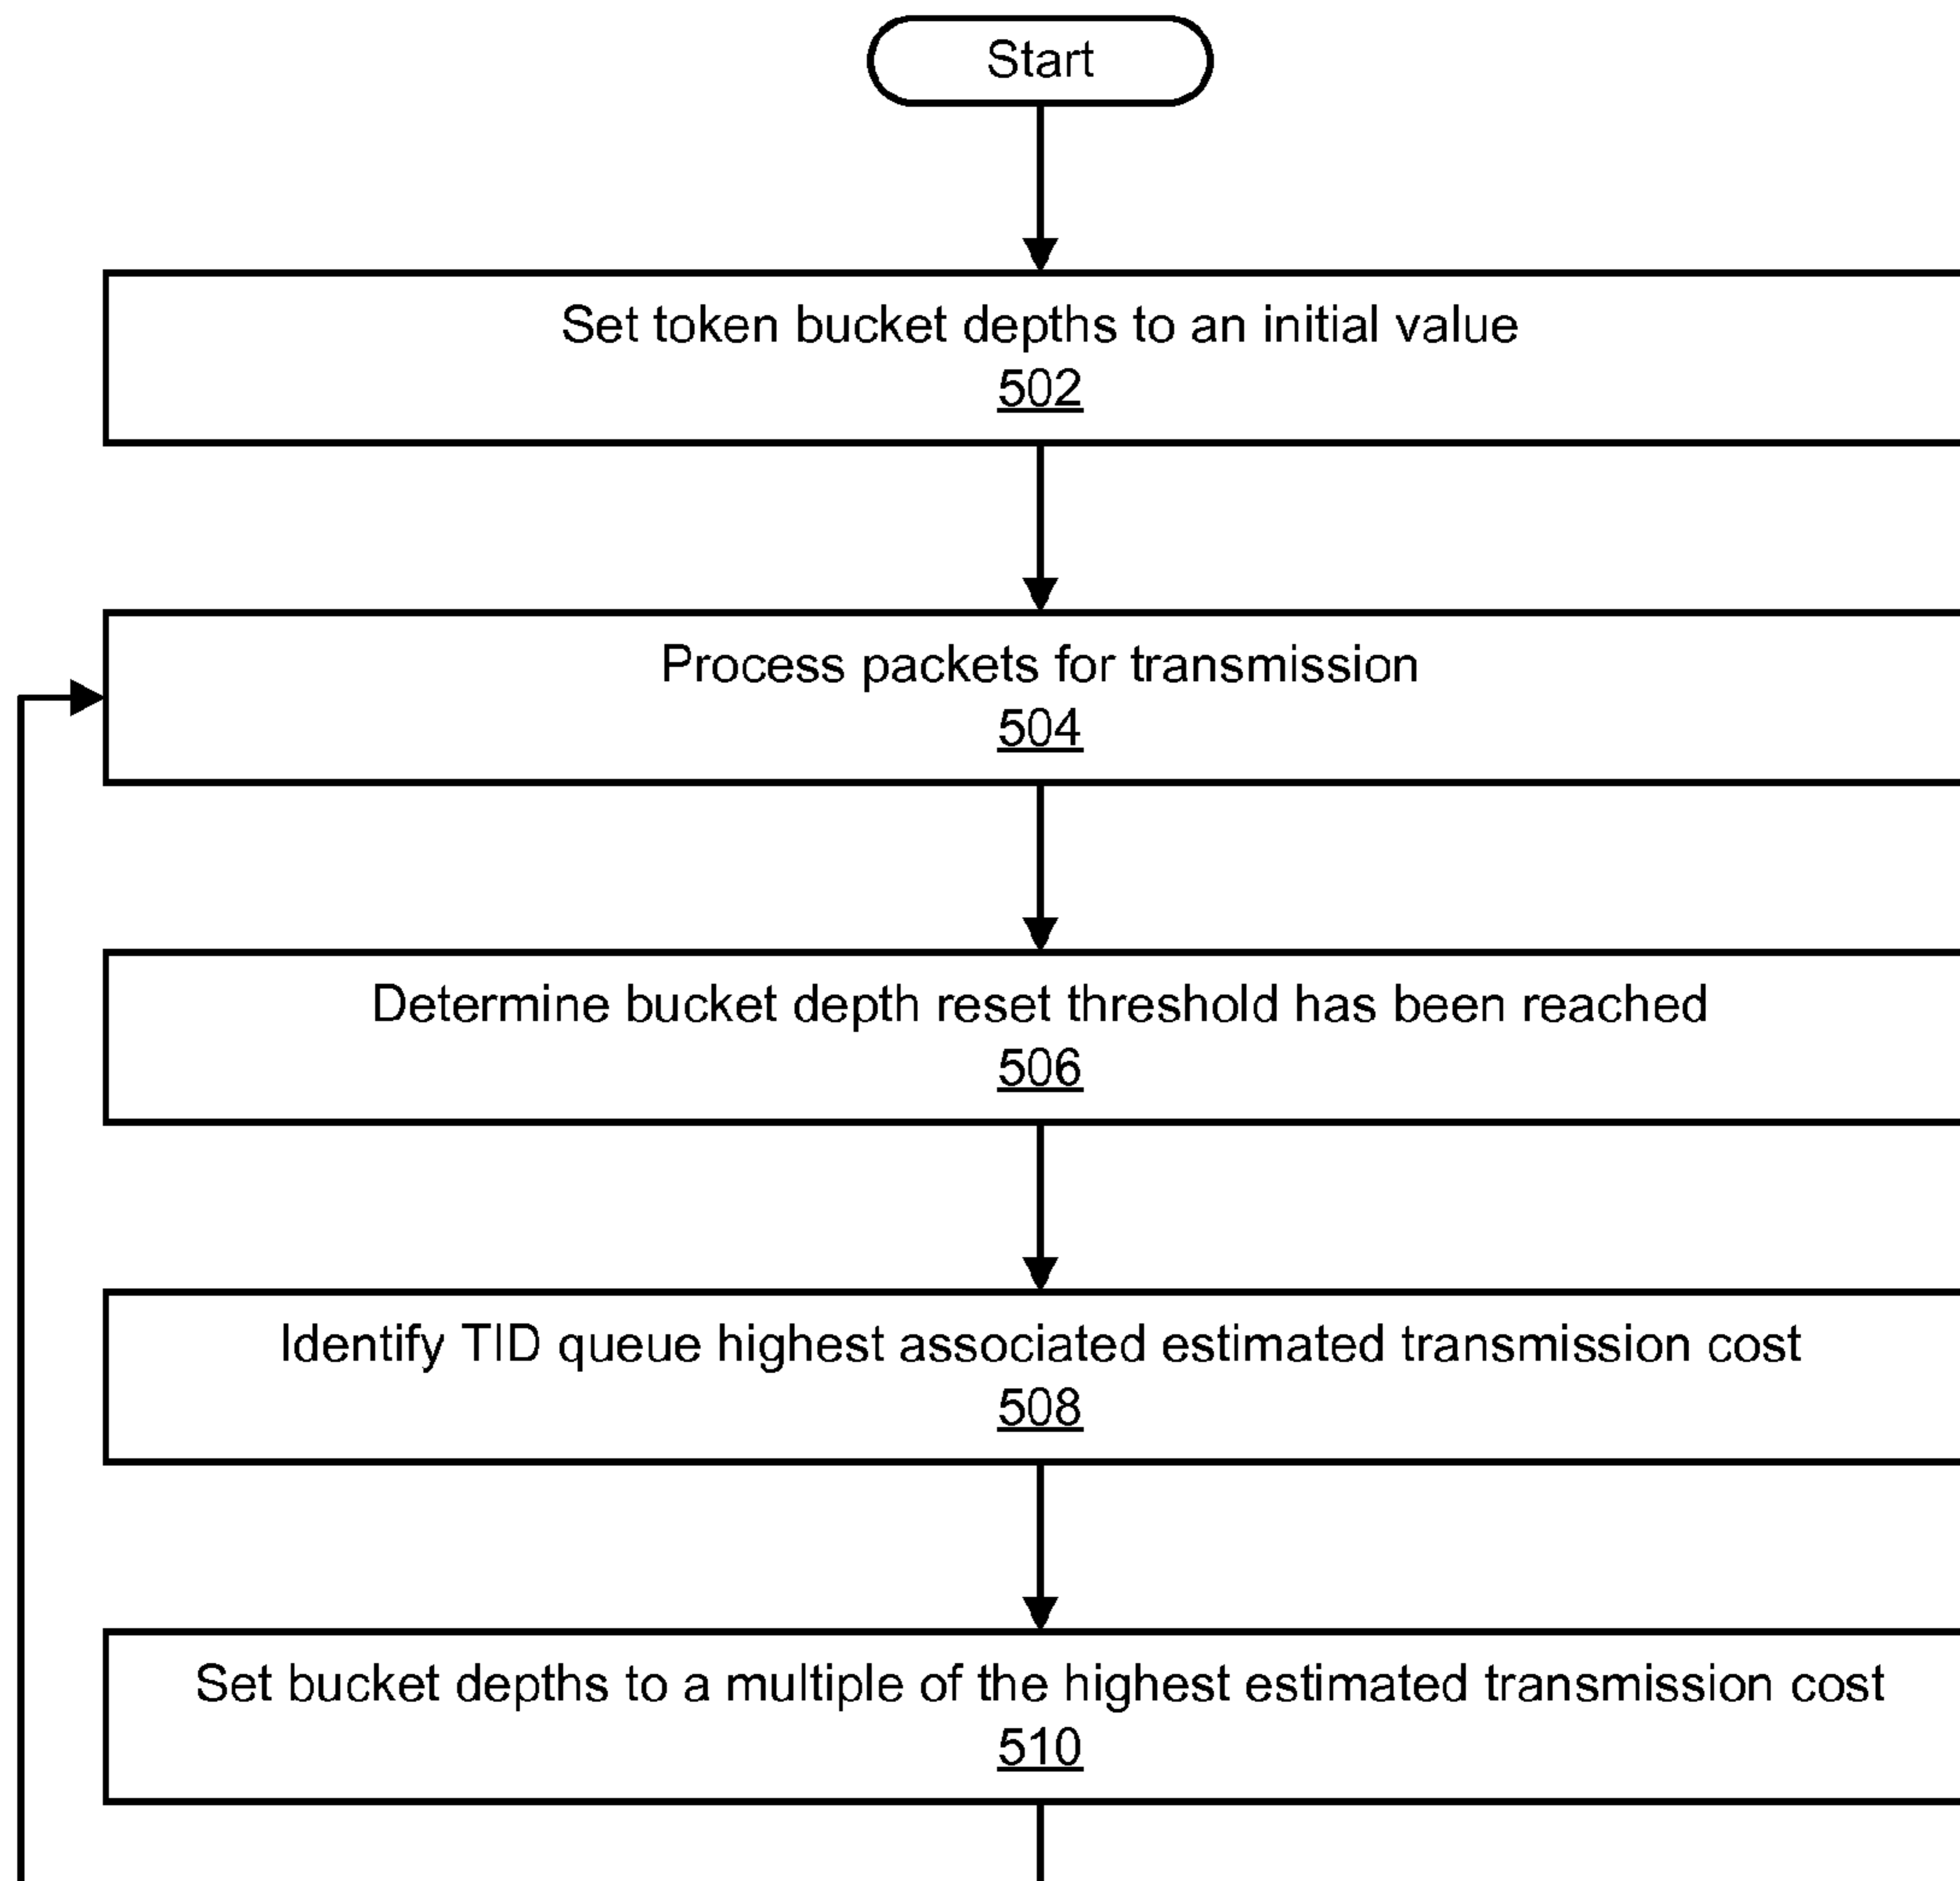 Start
Set token bucket depths to an initial value
502
Process packets for transmission
504
Determine bucket depth reset threshold has been reached
506
Identify TID queue highest associated estimated transmission cost
508
Set bucket depths to a multiple of the highest estimated transmission cost
510